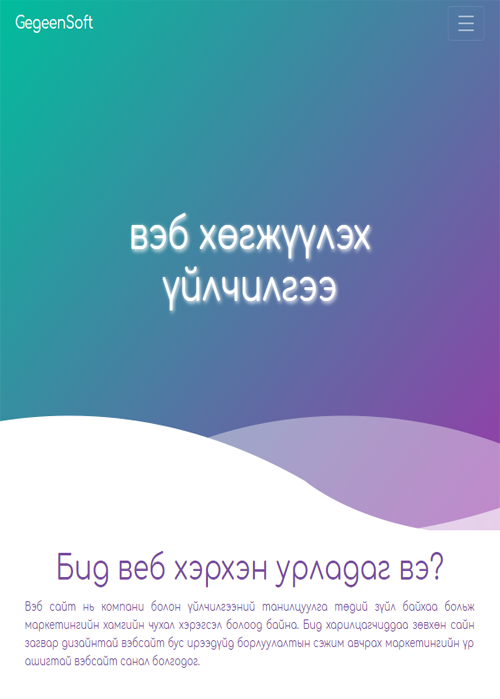 GegeenSoft
вэб хөгжүүлэх
үйлчилгээ
Бид веб хэрхэн урладаг вэ?
Вэб сайт нь компани болон үйлчилгээний танилцуулга төдий зүйл байхаа больж
маркетингийн хамгийн чухал хэрэгсэл болоод байна. Бид харилцагчиддаа зөвхөн сайн
загвар дизайнтай вэбсайт бус ирээдүйд борлуулалтын сэжим авчрах маркетингийн үр
ашигтай вэбсайт санал болгодог.